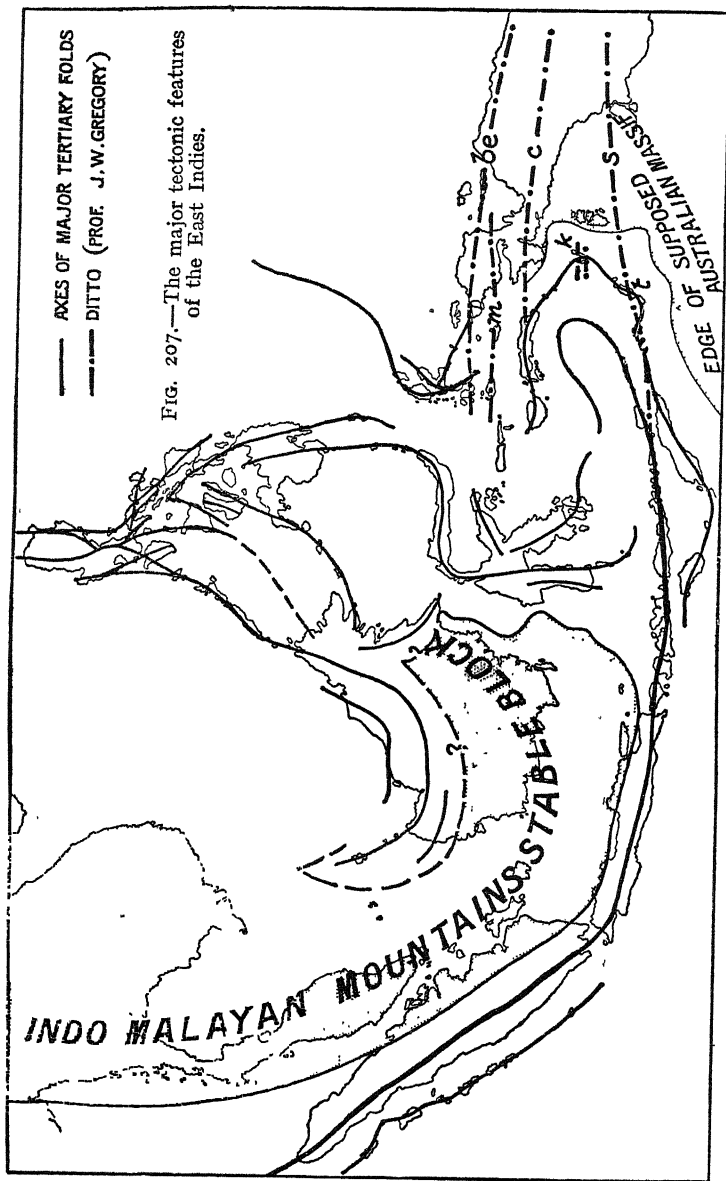 AXES OF MAJOR TERTIARY FOLDS
DITTO (PROF. J.W. GREGORY)
FIG. 207.—The major tectonic features
of the East Indies.
INDO MALAYAN MOUNTAINS STABLE BLOCK
?
?
be
m
c
k
s
t
EDGE OF SUPPOSED
AUSTRALIAN MASSIF